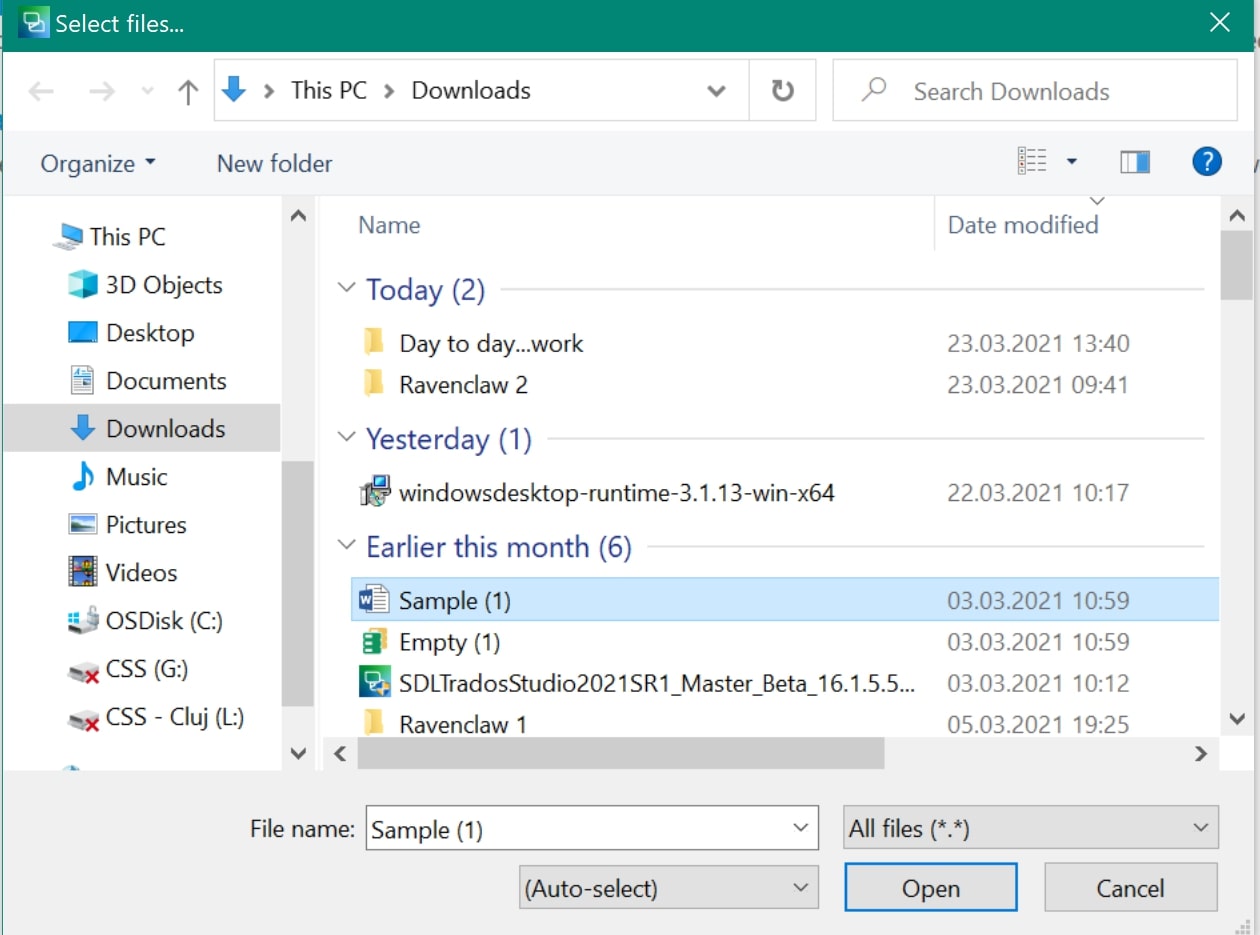 Select files...
This PC > Downloads
Search Downloads
Organize
New folder
?
Name
Date modified
This PC
3D Objects
Desktop
Documents
Downloads
Music
Pictures
Videos
OSDisk (C:)
CSS (G:)
CSS - Cluj (L:)
Today (2)
Day to day...work 23.03.2021 13:40
Ravenclaw 2 23.03.2021 09:41
Yesterday (1)
windowsdesktop-runtime-3.1.13-win-x64 22.03.2021 10:17
Earlier this month (6)
Sample (1) 03.03.2021 10:59
Empty (1) 03.03.2021 10:59
SDLTradosStudio2021SR1_Master_Beta_16.1.5.5... 03.03.2021 10:12
Ravenclaw 1 05.03.2021 19:25
File name: Sample (1) All files (*.*)
(Auto-select) Open Cancel